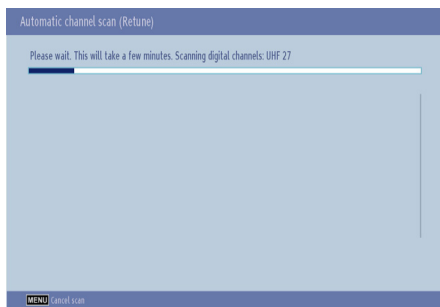 Automatic channel scan (Retune)
Please wait. This will take a few minutes. Scanning digital channels: UHF 27
MENU Cancel scan